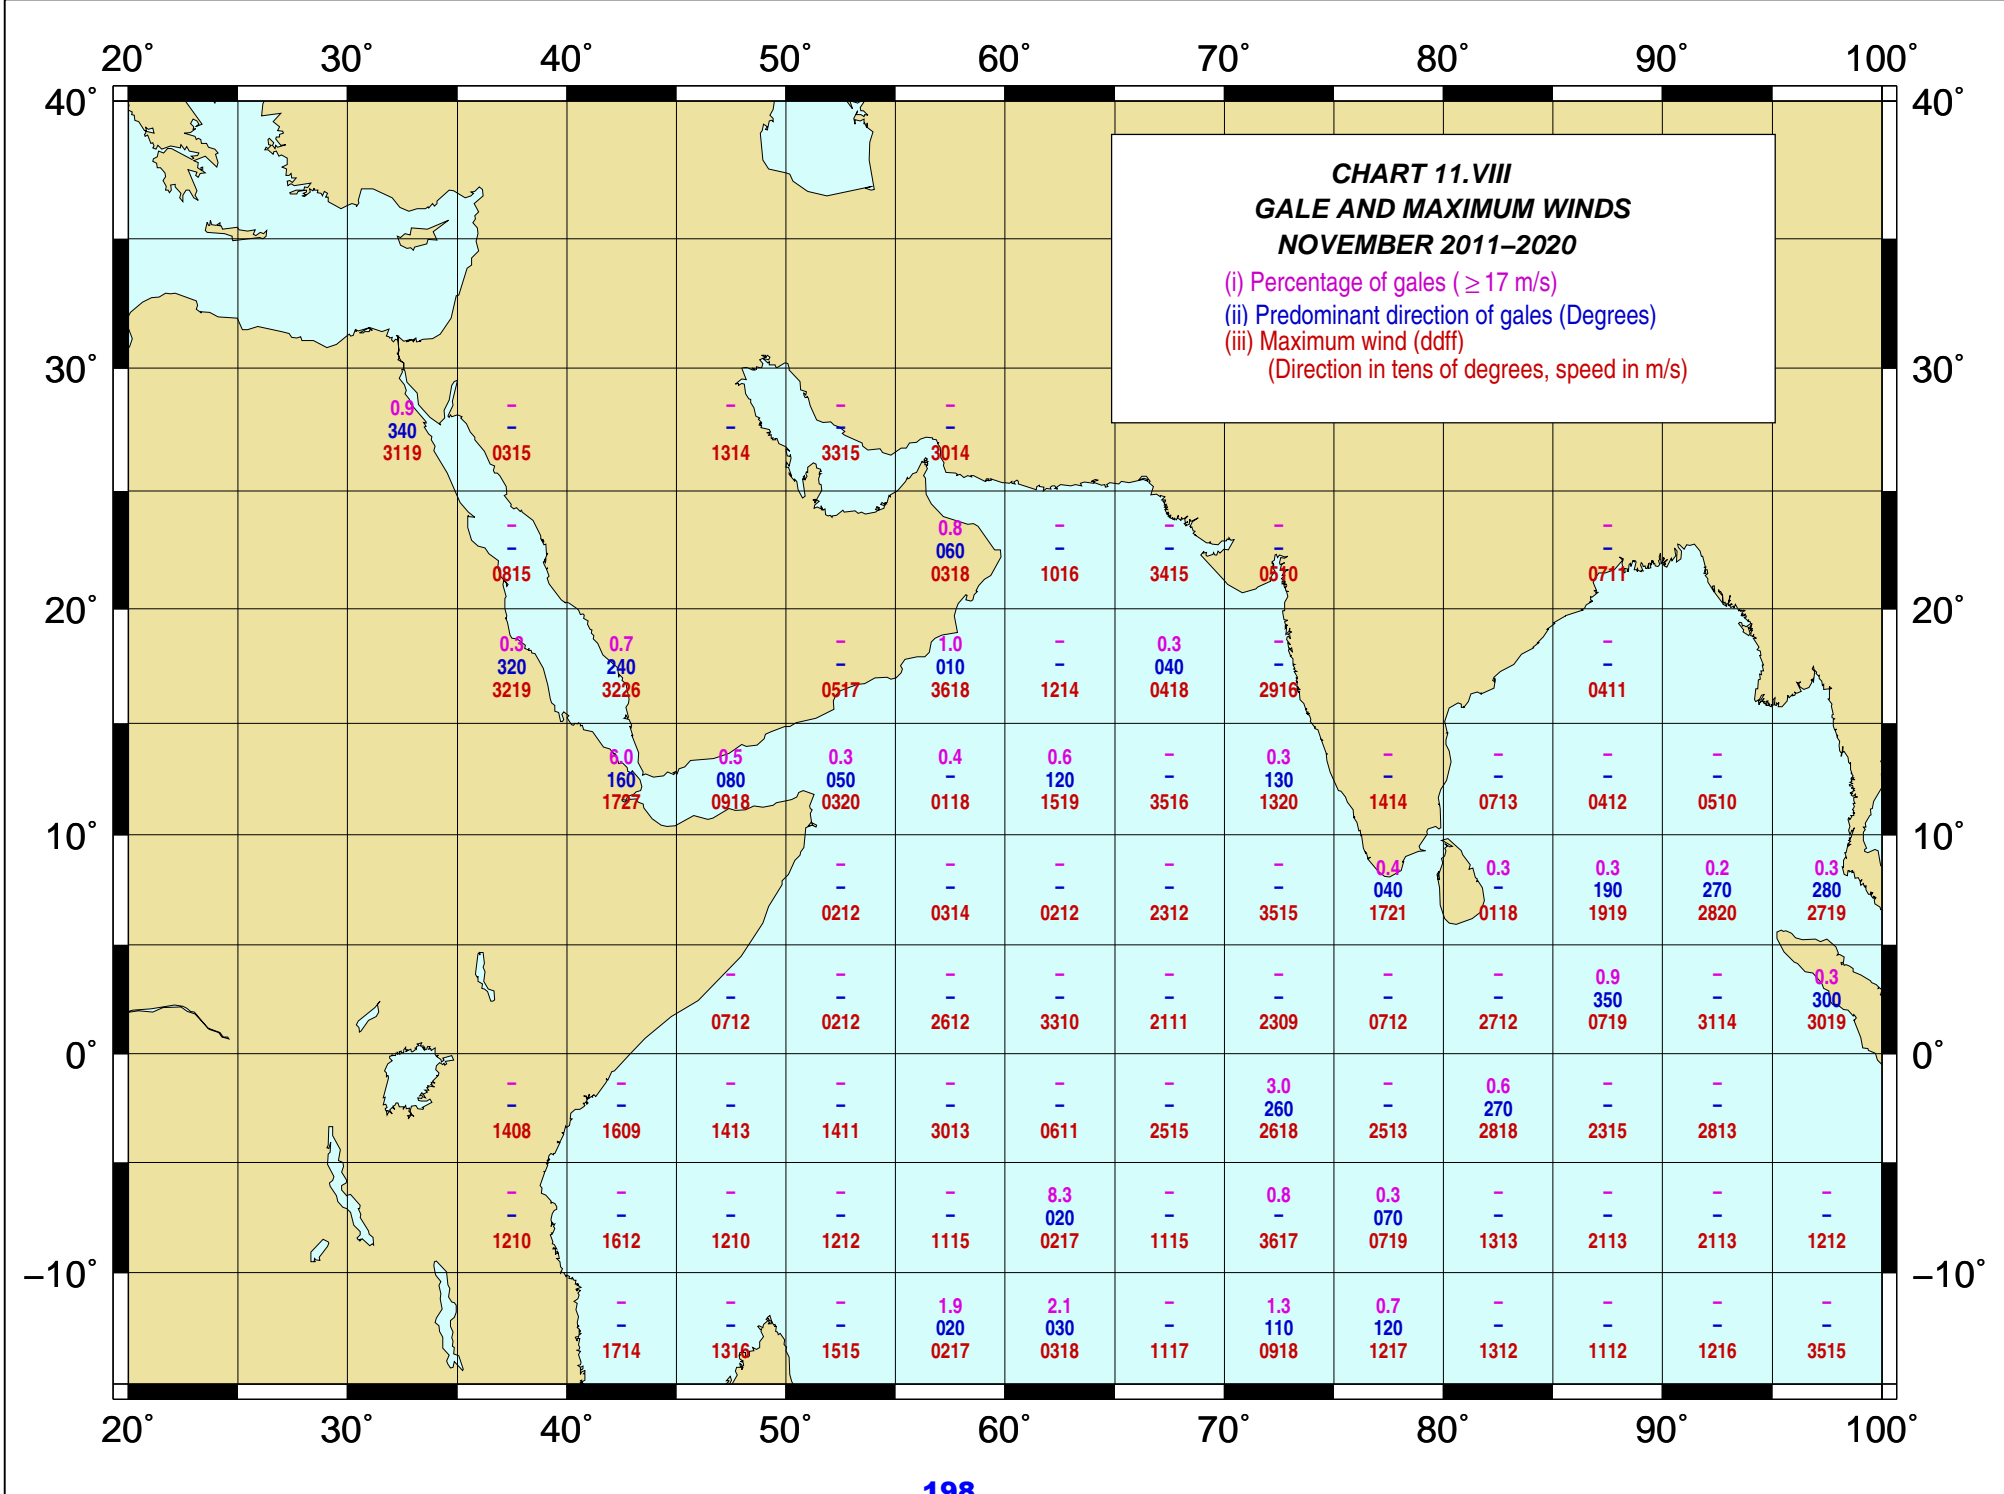 20° 30° 40° 50° 60° 70° 80° 90° 100°
40° 40°
CHART 11.VIII
GALE AND MAXIMUM WINDS
NOVEMBER 2011–2020
(i) Percentage of gales ( ≥ 17 m/s)
(ii) Predominant direction of gales (Degrees)
(iii) Maximum wind (ddff)
(Direction in tens of degrees, speed in m/s)
30° 30°
0.9 – – – –
340 – – – –
3119 0315 1314 3315 3014
– 0.8 – – – –
– 060 – – – –
0815 0318 1016 3415 0510 0711
20° 20°
0.3 0.7 – 1.0 – 0.3 – –
320 240 – 010 – 040 – –
3219 3226 0517 3618 1214 0418 2916 0411
6.0 0.5 0.3 0.4 0.6 – 0.3 – – – –
160 080 050 – 120 – 130 – – – –
1727 0918 0320 0118 1519 3516 1320 1414 0713 0412 0510
10° 10°
– – – – – 0.4 0.3 0.3 0.2 0.3
– – – – – 040 – 190 270 280
0212 0314 0212 2312 3515 1721 0118 1919 2820 2719
– – – – – – – – 0.9 – 0.3
– – – – – – – – 350 – 300
0712 0212 2612 3310 2111 2309 0712 2712 0719 3114 3019
0° 0°
– – – – – – – 3.0 – 0.6 – –
– – – – – – – 260 – 270 – –
1408 1609 1413 1411 3013 0611 2515 2618 2513 2818 2315 2813
– – – – – 8.3 – 0.8 0.3 – – – –
– – – – – 020 – – 070 – – – –
1210 1612 1210 1212 1115 0217 1115 3617 0719 1313 2113 2113 1212
–10° –10°
– – – 1.9 2.1 – 1.3 0.7 – – – –
– – – 020 030 – 110 120 – – – –
1714 1316 1515 0217 0318 1117 0918 1217 1312 1112 1216 3515
20° 30° 40° 50° 60° 70° 80° 90° 100°
198